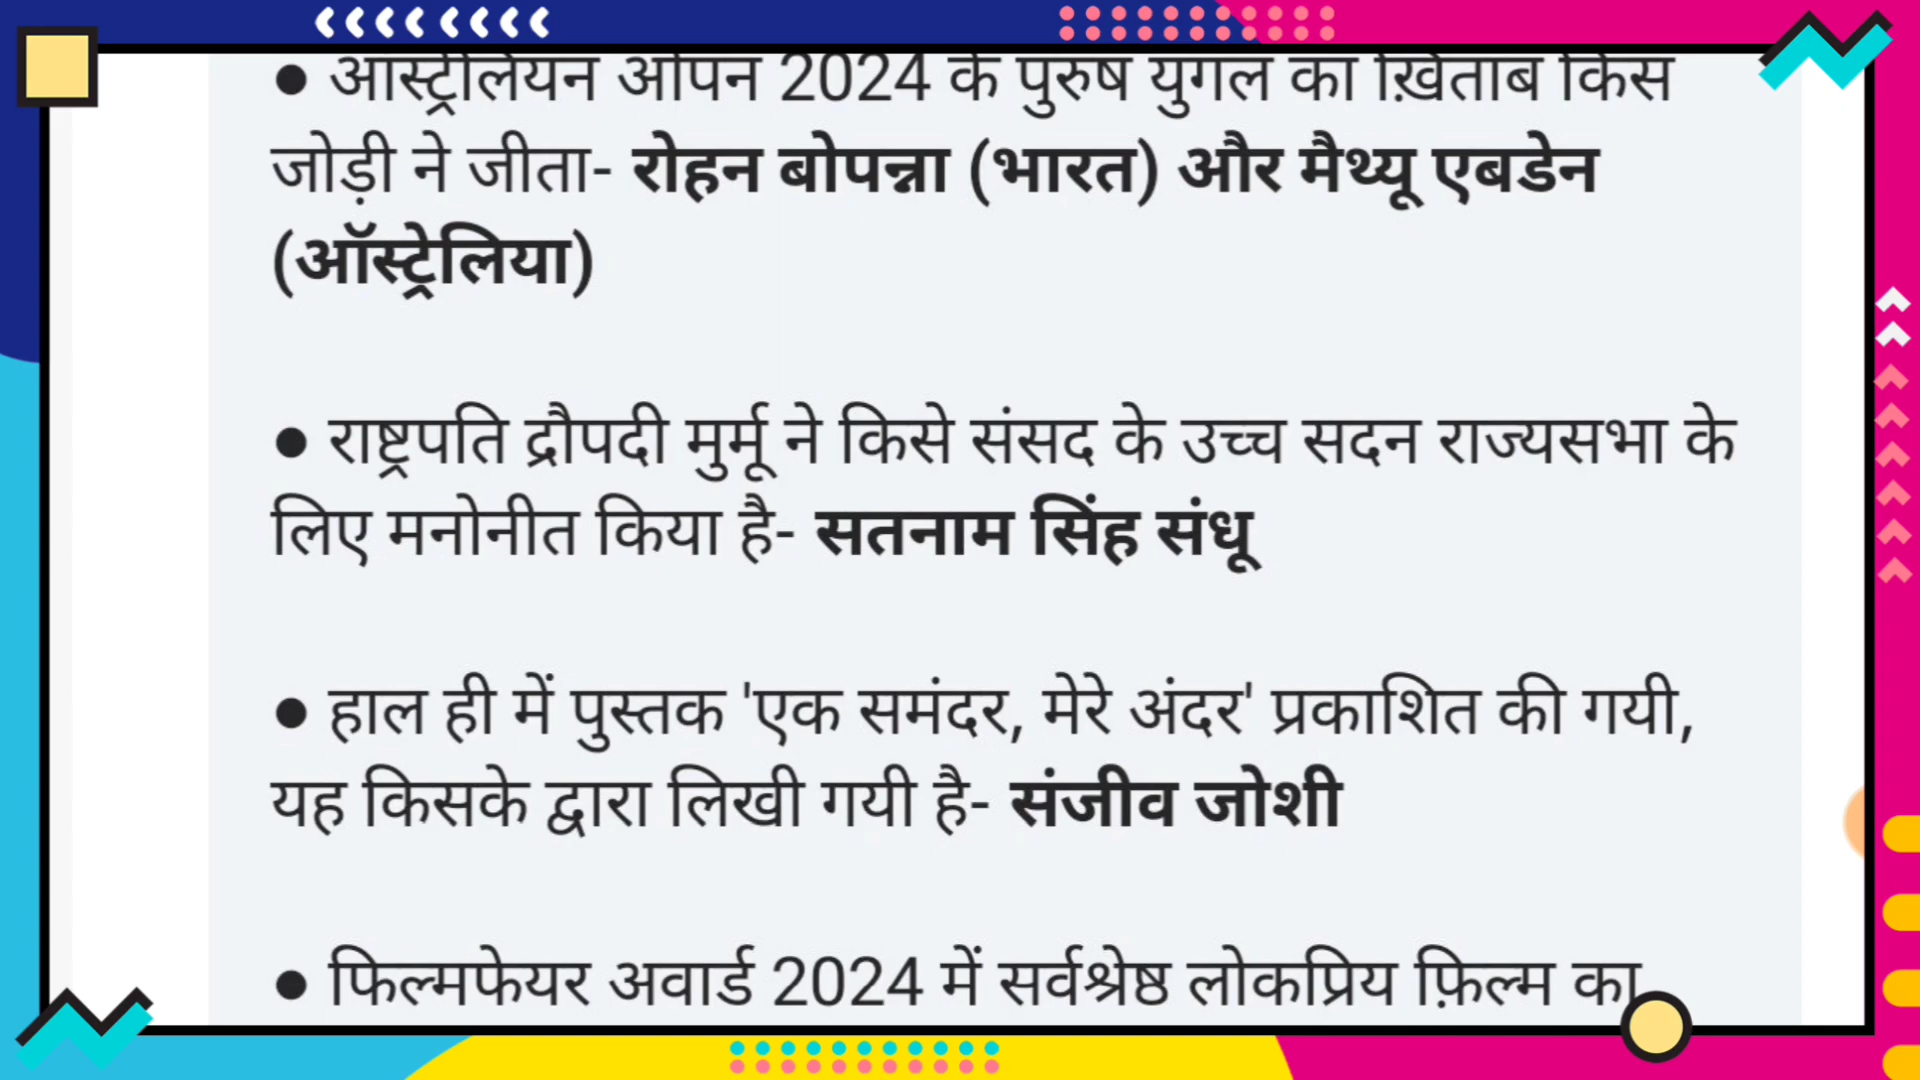 ● आस्ट्रेलियन ओपन 2024 के पुरुष युगल का ख़िताब किस
जोड़ी ने जीता- रोहन बोपन्ना (भारत) और मैथ्यू एबडेन
(ऑस्ट्रेलिया)
● राष्ट्रपति द्रौपदी मुर्मू ने किसे संसद के उच्च सदन राज्यसभा के
लिए मनोनीत किया है- सतनाम सिंह संधू
● हाल ही में पुस्तक 'एक समंदर, मेरे अंदर' प्रकाशित की गयी,
यह किसके द्वारा लिखी गयी है- संजीव जोशी
● फिल्मफेयर अवार्ड 2024 में सर्वश्रेष्ठ लोकप्रिय फ़िल्म का